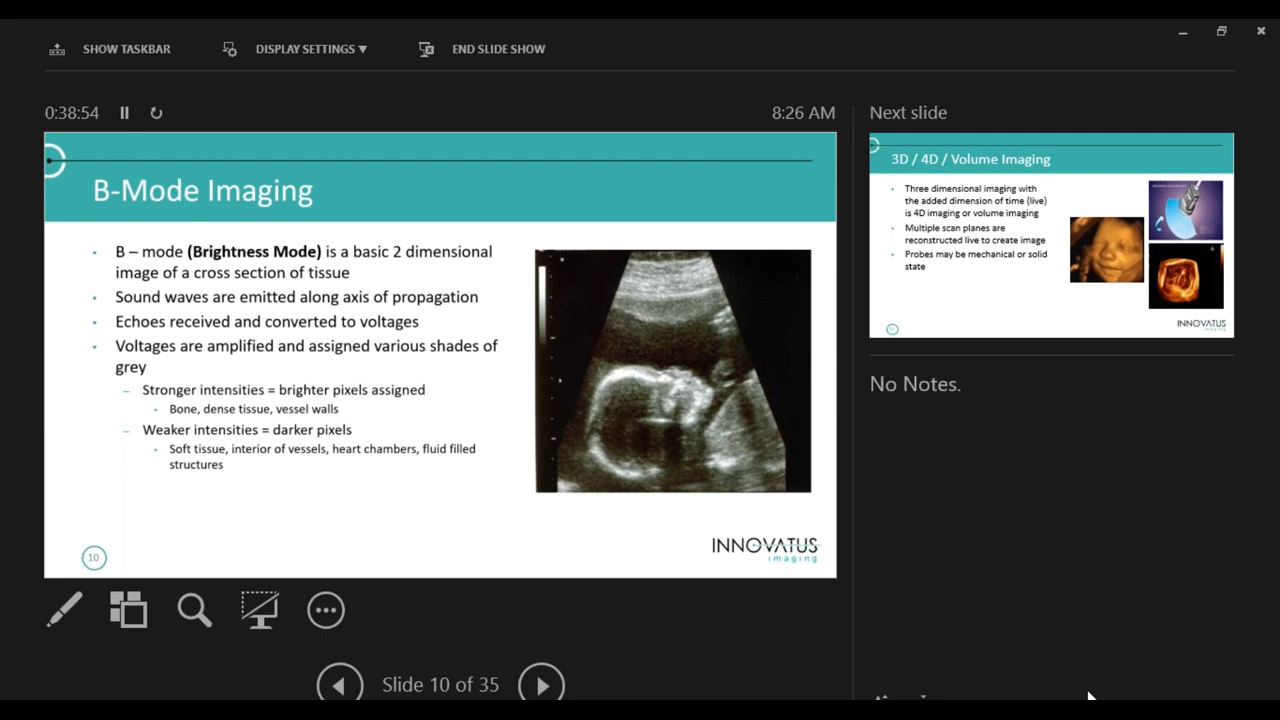 SHOW TASKBAR
DISPLAY SETTINGS ▼
END SLIDE SHOW
0:38:54
8:26 AM
B-Mode Imaging
• B – mode (Brightness Mode) is a basic 2 dimensional
image of a cross section of tissue
• Sound waves are emitted along axis of propagation
• Echoes received and converted to voltages
• Voltages are amplified and assigned various shades of
grey
– Stronger intensities = brighter pixels assigned
• Bone, dense tissue, vessel walls
– Weaker intensities = darker pixels
• Soft tissue, interior of vessels, heart chambers, fluid filled
structures
10
INNOVATUS
imaging
Slide 10 of 35
Next slide
3D / 4D / Volume Imaging
• Three dimensional imaging with
the added dimension of time (live)
is 4D imaging or volume imaging
• Multiple scan planes are
reconstructed live to create image
• Probes may be mechanical or solid
state
INNOVATUS
imaging
No Notes.